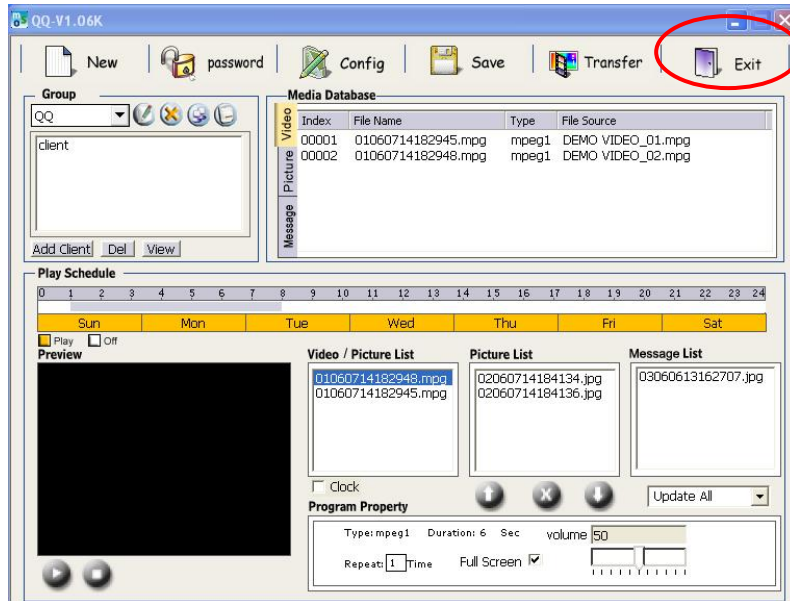 QQ-V1.06K
New password Config Save Transfer Exit
Group
QQ
client
Add Client Del View
Media Database
Video
Picture
Message
Index File Name Type File Source
00001 01060714182945.mpg mpeg1 DEMO VIDEO_01.mpg
00002 01060714182948.mpg mpeg1 DEMO VIDEO_02.mpg
Play Schedule
0 1 2 3 4 5 6 7 8 9 10 11 12 13 14 15 16 17 18 19 20 21 22 23 24
Sun Mon Tue Wed Thu Fri Sat
Play Off
Preview
Video / Picture List
01060714182948.mpg
01060714182945.mpg
Clock
Picture List
02060714184134.jpg
02060714184136.jpg
Message List
03060613162707.jpg
Update All
Program Property
Type:mpeg1 Duration: 6 Sec volume 50
Repeat: 1 Time Full Screen